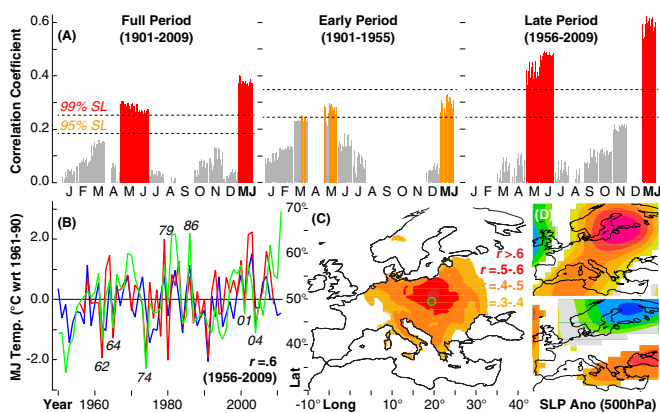 Full Period
(1901-2009)
Early Period
(1901-1955)
Late Period
(1956-2009)
(A)
Correlation Coefficient
0.6
0.4
0.2
0.0
99% SL
95% SL
J F M A M J J A S O N D MJ
J F M A M J J A S O N D MJ
J F M A M J J A S O N D MJ
(B)
MJ Temp. (°C wrt 1961-90)
2.0
0.0
-2.0
79
86
62
64
74
01
04
r =.6
(1956-2009)
Year 1960 1980 2000
(C)
70°
60°
50°
40°
Lat
r >.6
r =.5-6
=.4-5
=.3-4
-10° Long 10° 20° 30°
(D)
SLP Ano (500hPa)